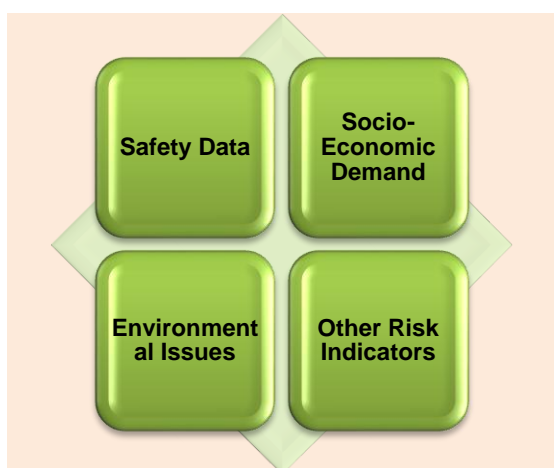 Safety Data
Socio-
Economic
Demand
Environment
al Issues
Other Risk
Indicators